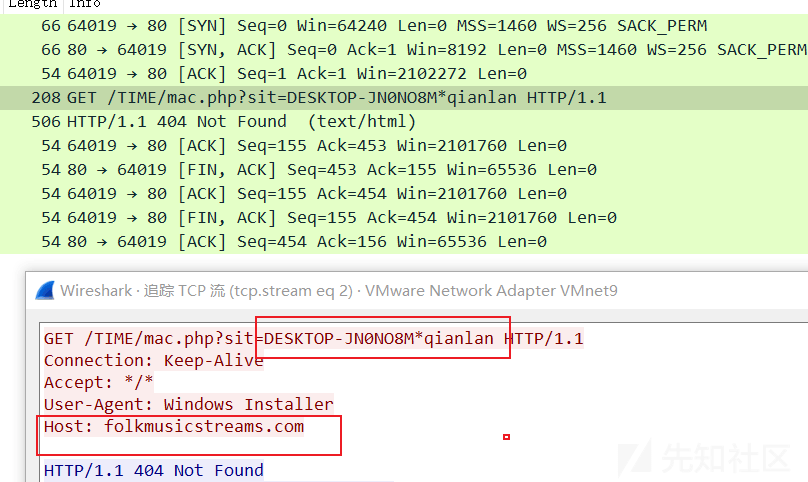 Length Info
66 64019 → 80 [SYN] Seq=0 Win=64240 Len=0 MSS=1460 WS=256 SACK_PERM
66 80 → 64019 [SYN, ACK] Seq=0 Ack=1 Win=8192 Len=0 MSS=1460 WS=256 SACK_PERM
54 64019 → 80 [ACK] Seq=1 Ack=1 Win=2102272 Len=0
208 GET /TIME/mac.php?sit=DESKTOP-JN0NO8M*qianlan HTTP/1.1
506 HTTP/1.1 404 Not Found (text/html)
54 64019 → 80 [ACK] Seq=155 Ack=453 Win=2101760 Len=0
54 80 → 64019 [FIN, ACK] Seq=453 Ack=155 Win=65536 Len=0
54 64019 → 80 [ACK] Seq=155 Ack=454 Win=2101760 Len=0
54 64019 → 80 [FIN, ACK] Seq=155 Ack=454 Win=2101760 Len=0
54 80 → 64019 [ACK] Seq=454 Ack=156 Win=65536 Len=0
Wireshark · 追踪 TCP 流 (tcp.stream eq 2) · VMware Network Adapter VMnet9
GET /TIME/mac.php?sit=DESKTOP-JN0NO8M*qianlan HTTP/1.1
Connection: Keep-Alive
Accept: */*
User-Agent: Windows Installer
Host: folkmusicstreams.com
HTTP/1.1 404 Not Found
先知社区